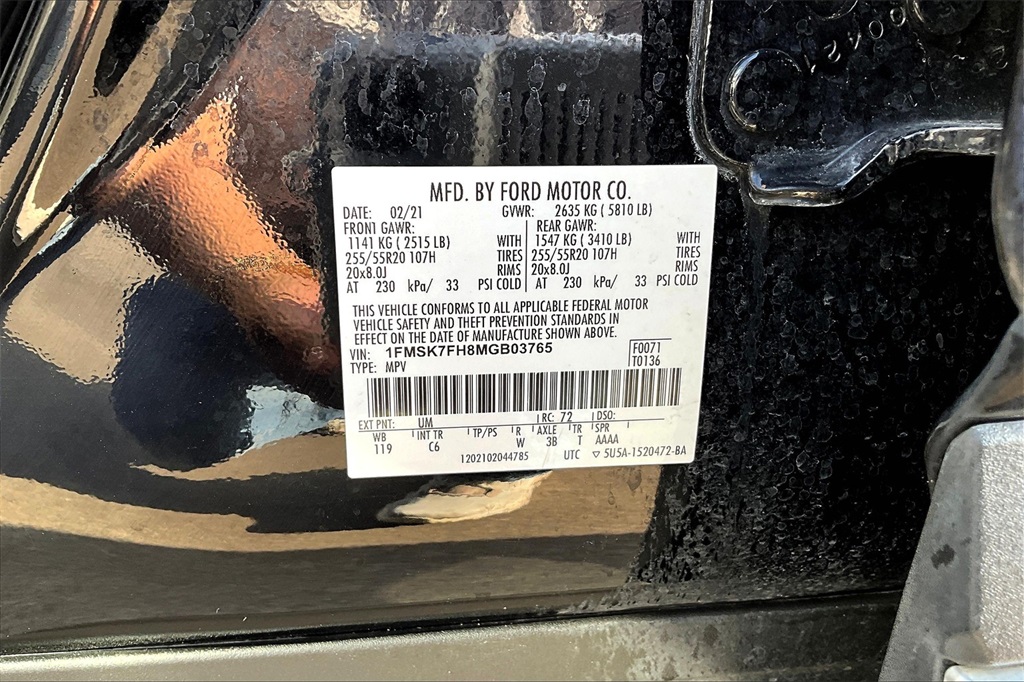 042
00
MFD. BY FORD MOTOR CO.
DATE: 02/21 GVWR: 2635 KG ( 5810 LB)
FRONT GAWR: REAR GAWR:
1141 KG ( 2515 LB) WITH 1547 KG ( 3410 LB) WITH
255/55R20 107H TIRES 255/55R20 107H TIRES
20x8.0J RIMS 20x8.0J RIMS
AT 230 kPa/ 33 PSI COLD AT 230 kPa/ 33 PSI COLD
THIS VEHICLE CONFORMS TO ALL APPLICABLE FEDERAL MOTOR
VEHICLE SAFETY AND THEFT PREVENTION STANDARDS IN
EFFECT ON THE DATE OF MANUFACTURE SHOWN ABOVE.
VIN: 1FMSK7FH8MGB03765 F0071
TYPE: MPV T0136
EXT PNT: UM RC: 72 DSO:
WB INT TR TP/PS R AXLE TR SPR
119 C6 W 3B T AAAA
1202102044785 UTC ▽ 5U5A-1520472-BA